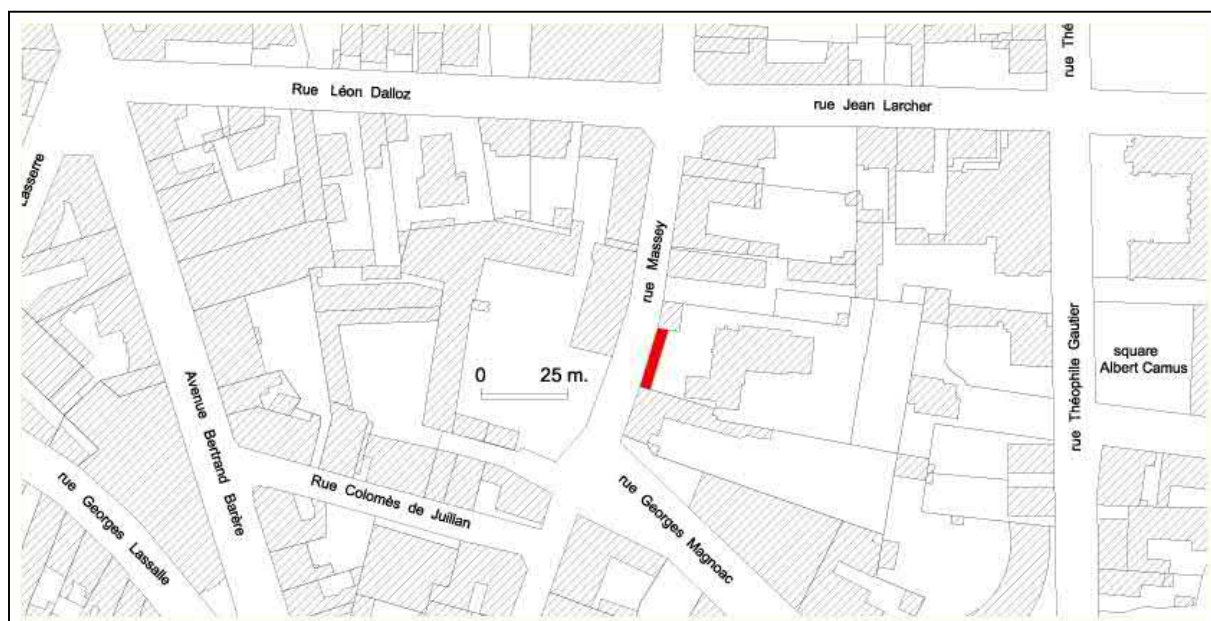 rue Thé
Rue Léon Dalloz
rue Jean Larcher
Lasserre
rue Massey
0 25 m.
square
Albert Camus
rue Théophile Gautier
Avenue Bertrand Barère
Rue Colomès de Juillan
rue Georges Lassalle
rue Georges Magnoac